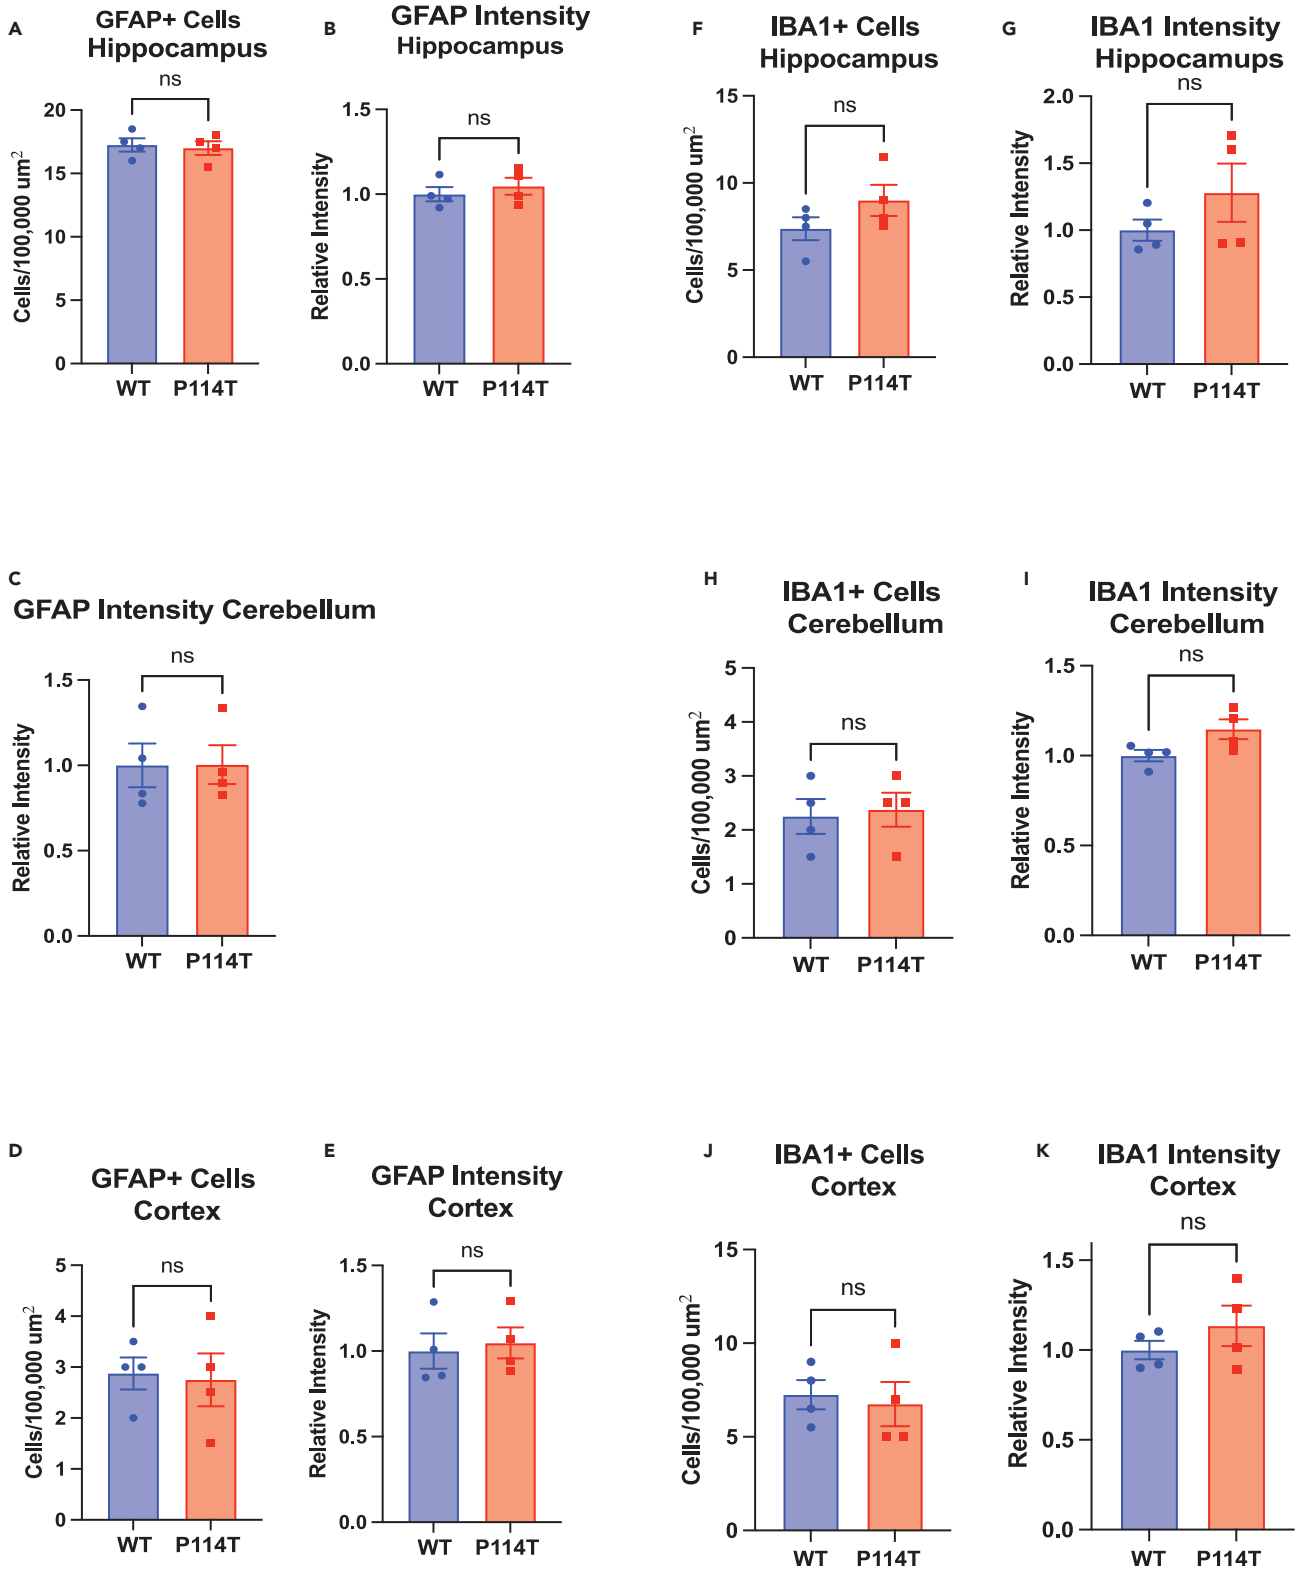 A
GFAP+ Cells
Hippocampus
ns
20
15
10
5
0
Cells/100,000 um²
WT P114T
B
GFAP Intensity
Hippocampus
ns
1.5
1.0
0.5
0.0
Relative Intensity
WT P114T
F
IBA1+ Cells
Hippocampus
ns
15
10
5
0
Cells/100,000 um²
WT P114T
G
IBA1 Intensity
Hippocamups
ns
2.0
1.5
1.0
0.5
0.0
Relative Intensity
WT P114T
C
GFAP Intensity Cerebellum
ns
1.5
1.0
0.5
0.0
Relative Intensity
WT P114T
H
IBA1+ Cells
Cerebellum
ns
5
4
3
2
1
0
Cells/100,000 um²
WT P114T
I
IBA1 Intensity
Cerebellum
ns
1.5
1.0
0.5
0.0
Relative Intensity
WT P114T
D
GFAP+ Cells
Cortex
ns
5
4
3
2
1
0
Cells/100,000 um²
WT P114T
E
GFAP Intensity
Cortex
ns
1.5
1.0
0.5
0.0
Relative Intensity
WT P114T
J
IBA1+ Cells
Cortex
ns
15
10
5
0
Cells/100,000 um²
WT P114T
K
IBA1 Intensity
Cortex
ns
1.5
1.0
0.5
0.0
Relative Intensity
WT P114T